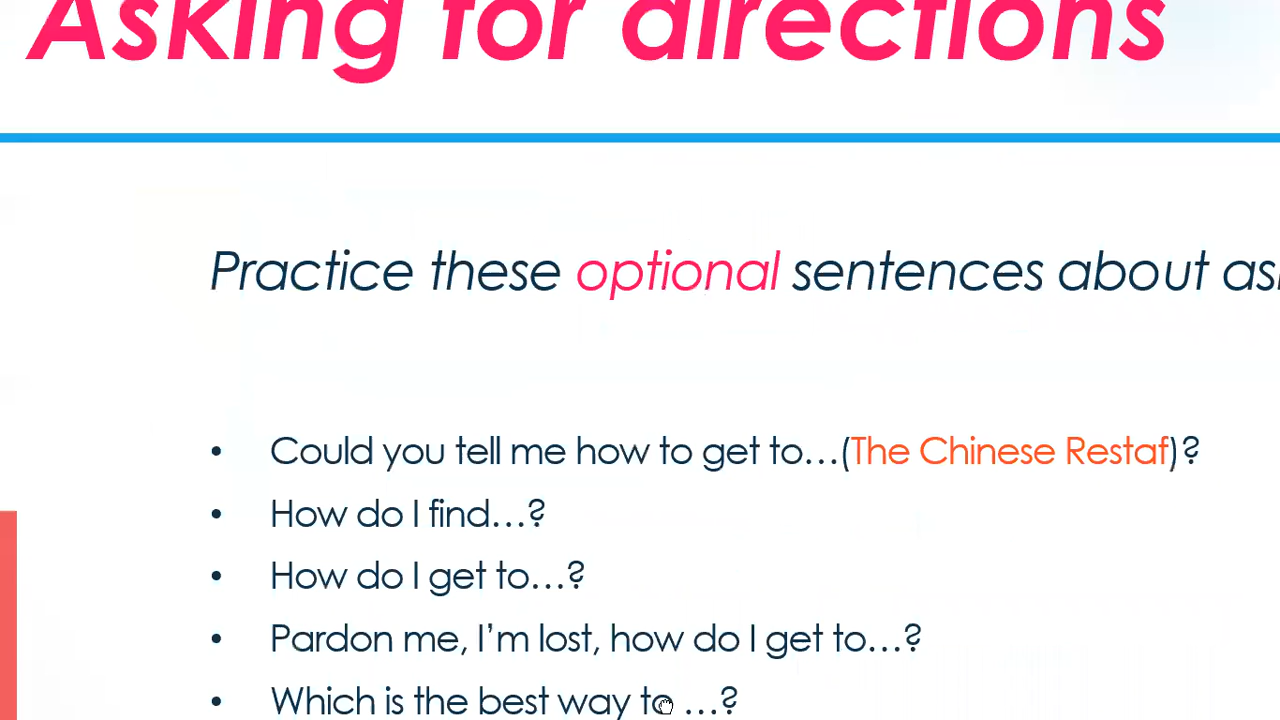 Asking for directions
Practice these optional sentences about
• Could you tell me how to get to…(The Chinese Restaf)?
• How do I find…?
• How do I get to…?
• Pardon me, I’m lost, how do I get to…?
• Which is the best way to …?